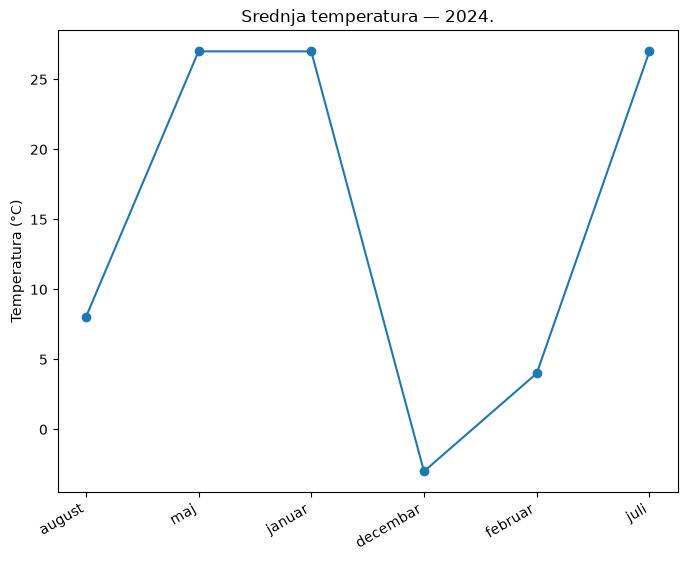 Srednja temperatura — 2024.
Temperatura (°C)
25
20
15
10
5
0
august
maj
januar
decembar
februar
juli